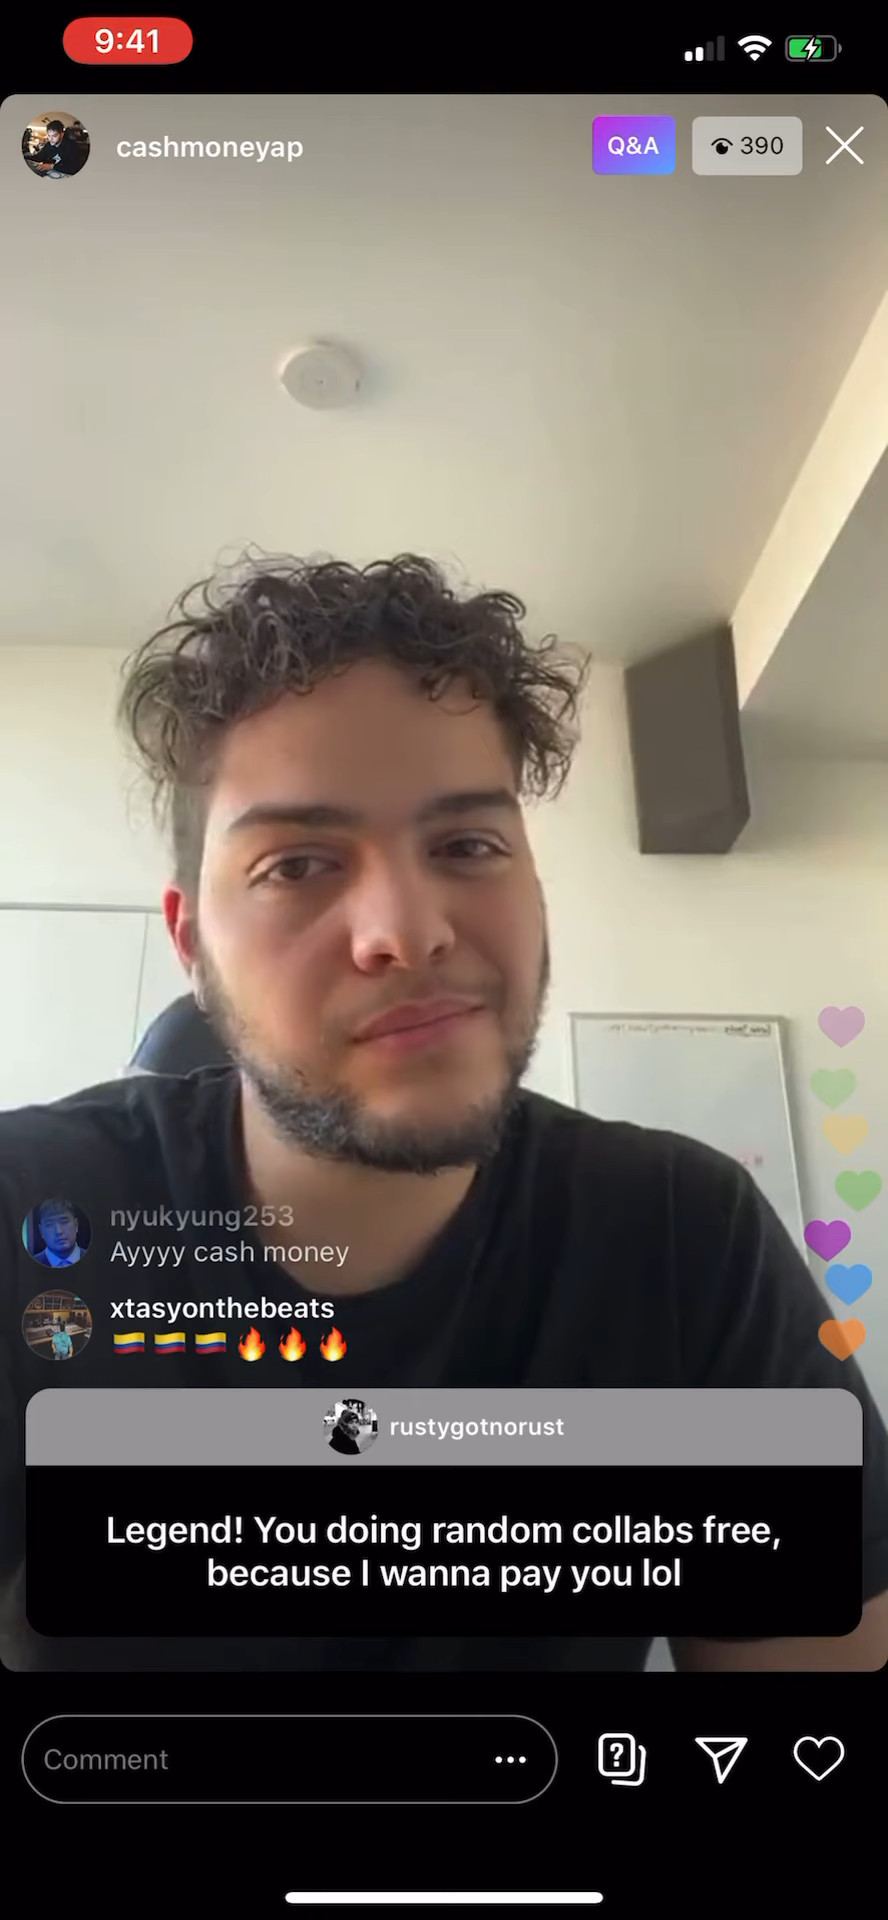 9:41
cashmoneyap
Q&A
390
nyukyung253
Ayyyy cash money
xtasyonthebeats
🇨🇴🇨🇴🇨🇴🔥🔥🔥
rustygotnorust
Legend! You doing random collabs free,
because I wanna pay you lol
Comment